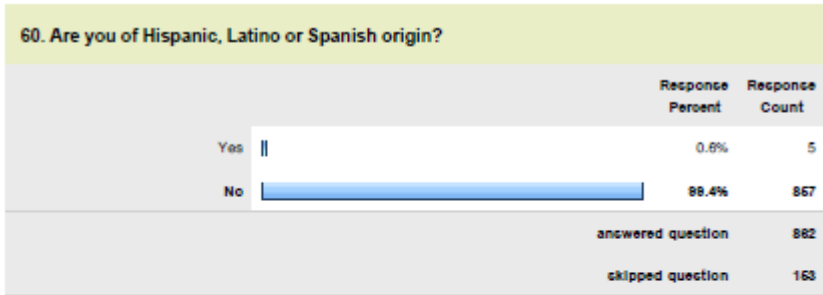 60. Are you of Hispanic, Latino or Spanish origin?
Response Percent Response Count
Yes 0.6% 5
No 99.4% 857
answered question 862
skipped question 153